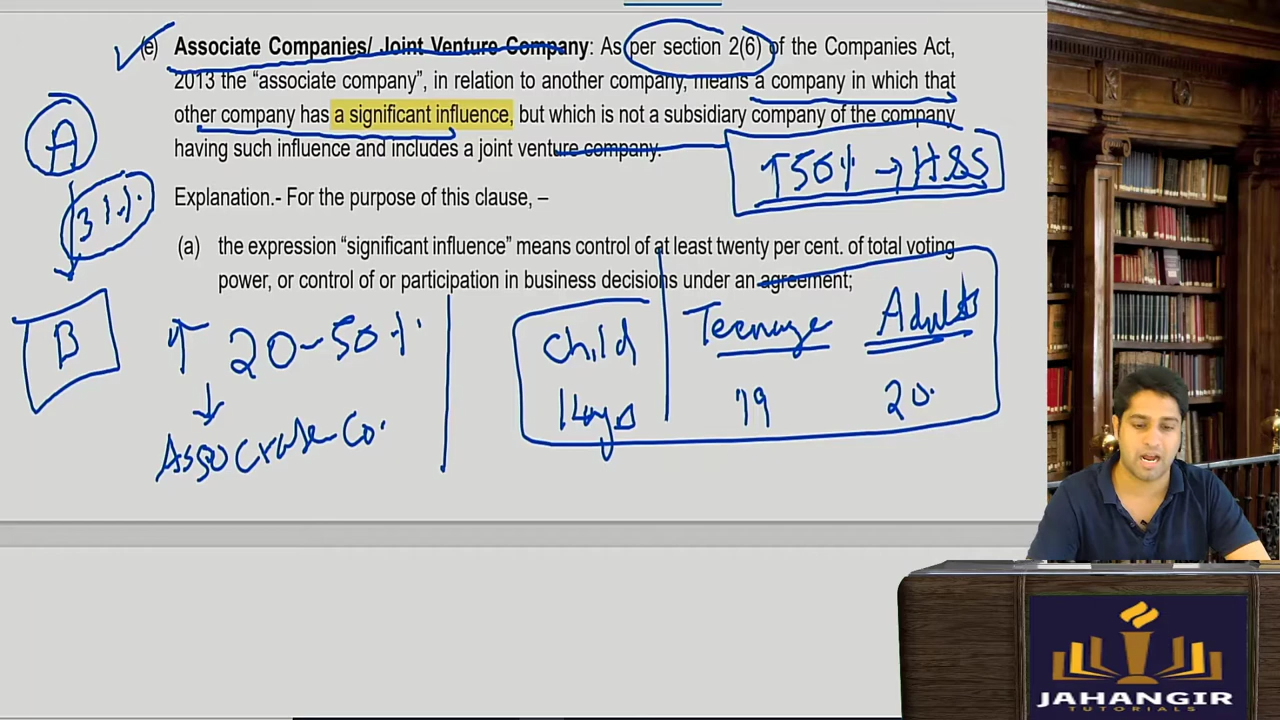 (e) Associate Companies/ Joint Venture Company: As per section 2(6) of the Companies Act,
2013 the “associate company”, in relation to another company, means a company in which that
other company has a significant influence, but which is not a subsidiary company of the company
having such influence and includes a joint venture company.
A
31%
B
↑50% → H&S
Explanation.- For the purpose of this clause, –
(a) the expression “significant influence” means control of at least twenty per cent. of total voting
power, or control of or participation in business decisions under an agreement;
↑ 20-50%
↓
Associate Co.
Child Teenage Adults
19 20
JAHANGIR
TUTORIALS